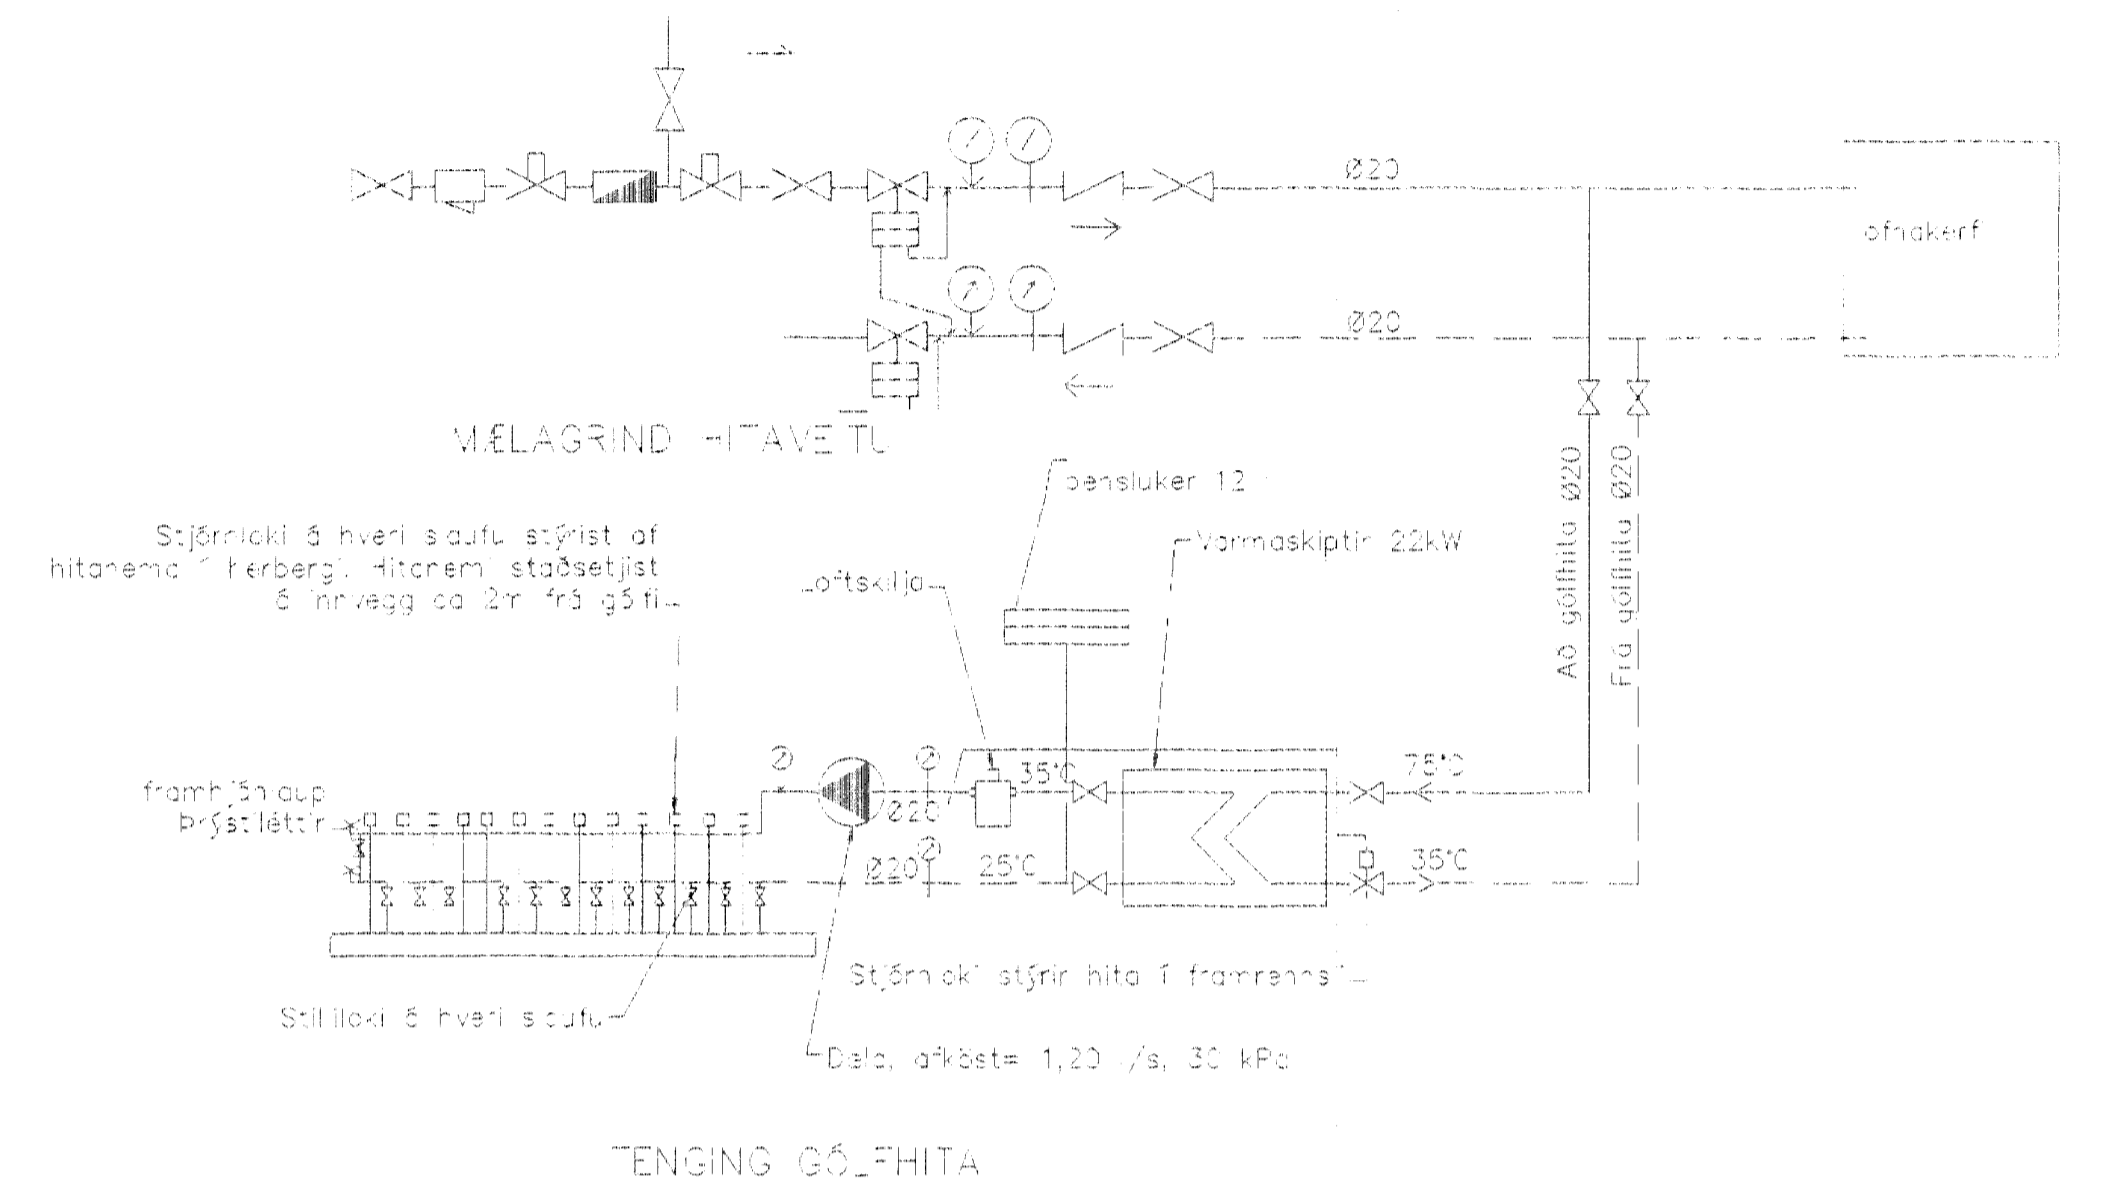 Ø20
ofnakerf
Ø20
MÆLAGRIND HITAVEITU
þensluker 12
Að gólfhita Ø20
Frá gólfhita Ø20
Stjórnloki á hveri slaufu stýrist af
hitanema í herbergi. Hitanemi staðsetjist
á innvegg ca 2m frá gólfi
Varmaskiptir 22kW
Loftskilja
framhjáhlaup
Þrýstiléttir
35°C
75°C
Ø20
Ø20
25°C
35°C
Stjórnloki stýrir hita í framrennsli
Stilliloki á hveri slaufu
Dæla, afköst= 1,20 l/s, 30 kPa
TENGING GÓLFHITA